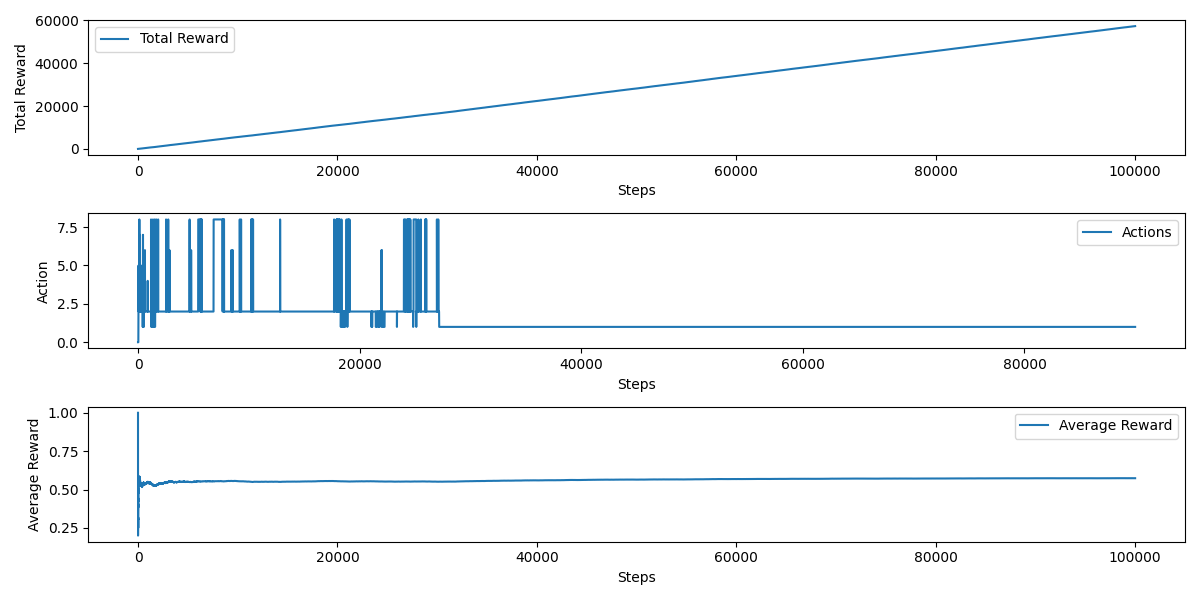 60000
40000
20000
0
Total Reward
Total Reward
0 20000 40000 60000 80000 100000
Steps
7.5
5.0
2.5
0.0
Action
Actions
0 20000 40000 60000 80000
Steps
1.00
0.75
0.50
0.25
Average Reward
Average Reward
0 20000 40000 60000 80000 100000
Steps